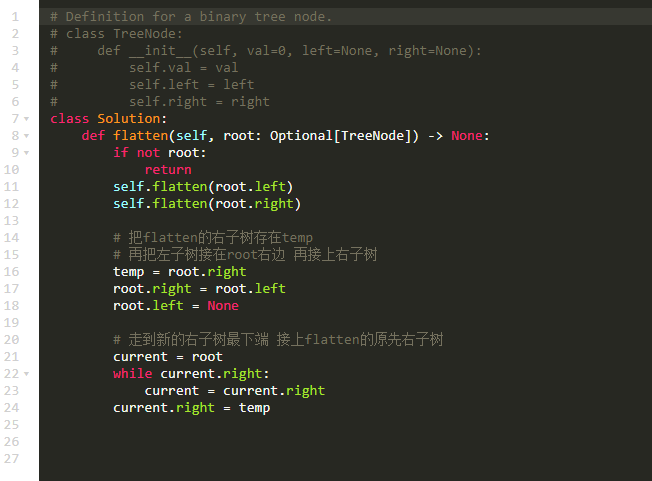 1 # Definition for a binary tree node.
2 # class TreeNode:
3 #     def __init__(self, val=0, left=None, right=None):
4 #         self.val = val
5 #         self.left = left
6 #         self.right = right
7 class Solution:
8     def flatten(self, root: Optional[TreeNode]) -> None:
9         if not root:
10             return
11         self.flatten(root.left)
12         self.flatten(root.right)
13
14         # 把flatten的右子树存在temp
15         # 再把左子树接在root右边 再接上右子树
16         temp = root.right
17         root.right = root.left
18         root.left = None
19
20         # 走到新的右子树最下端 接上flatten的原先右子树
21         current = root
22         while current.right:
23             current = current.right
24         current.right = temp
25
26
27